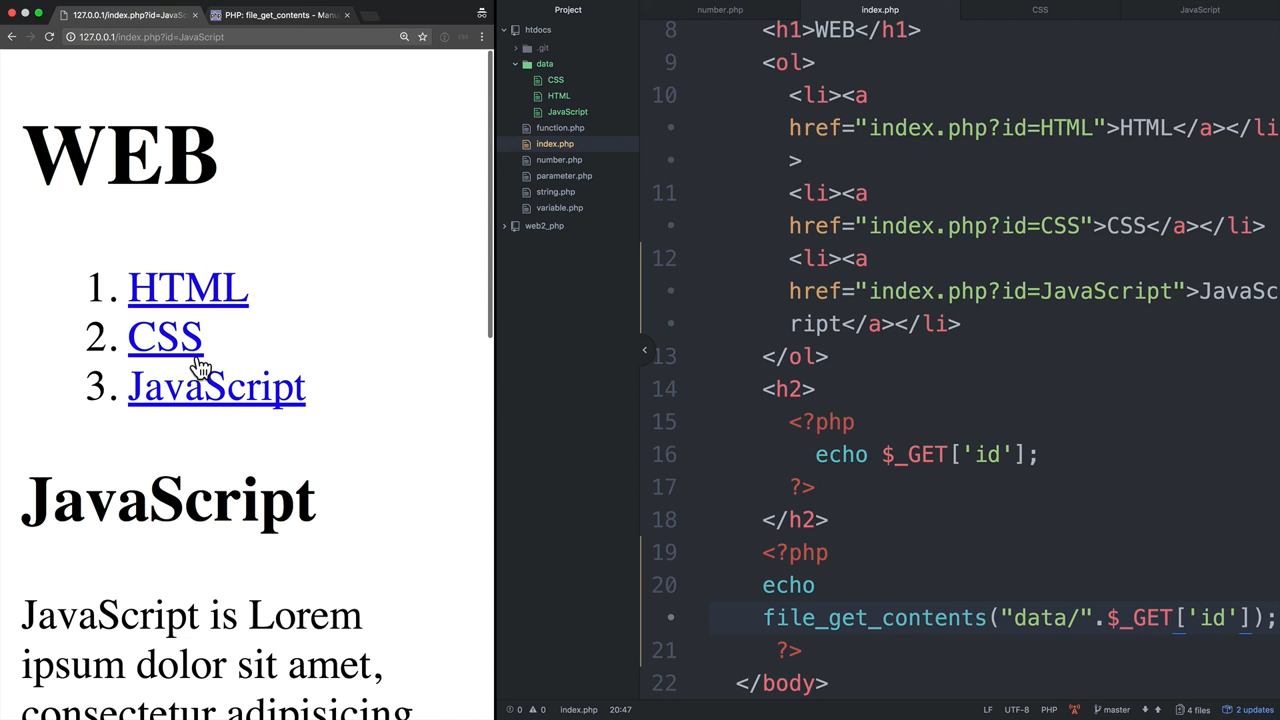 127.0.0.1/index.php?id=JavaS
PHP: file_get_contents - Manu
127.0.0.1/index.php?id=JavaScript
WEB
1. HTML
2. CSS
3. JavaScript
JavaScript
JavaScript is Lorem
ipsum dolor sit amet,
consectetur adipisicing
Project
htdocs
.git
data
CSS
HTML
JavaScript
function.php
index.php
number.php
parameter.php
string.php
variable.php
web2_php
number.php
index.php
CSS
JavaScript
8 <h1>WEB</h1>
9 <ol>
10 <li><a
• href="index.php?id=HTML">HTML</a></li
• >
11 <li><a
• href="index.php?id=CSS">CSS</a></li>
12 <li><a
• href="index.php?id=JavaScript">JavaSc
• ript</a></li>
13 </ol>
14 <h2>
15 <?php
16 echo $_GET['id'];
17 ?>
18 </h2>
19 <?php
20 echo
• file_get_contents("data/".$_GET['id']);
21 ?>
22 </body>
0 0 index.php 20:47
LF UTF-8 PHP master 4 files 2 updates